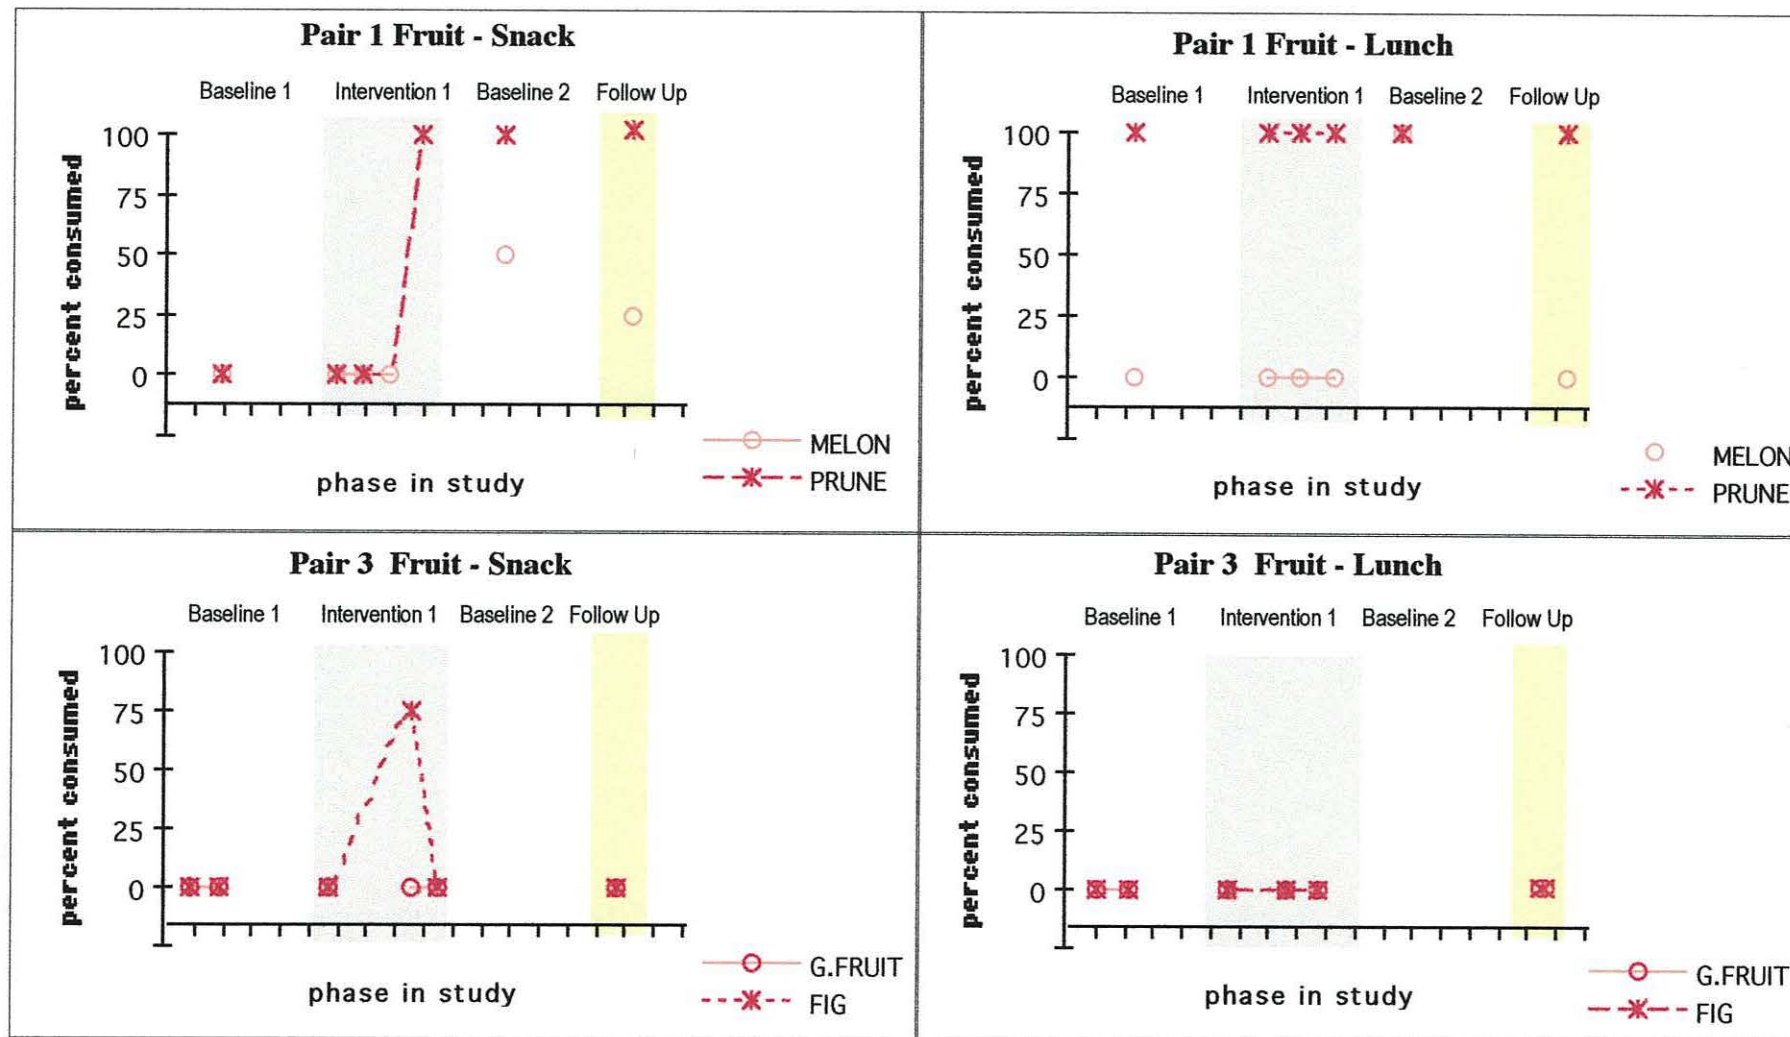 Pair 1 Fruit - Snack
Baseline 1 Intervention 1 Baseline 2 Follow Up
100
75
50
25
0
percent consumed
phase in study
MELON
PRUNE
Pair 1 Fruit - Lunch
Baseline 1 Intervention 1 Baseline 2 Follow Up
100
75
50
25
0
percent consumed
phase in study
MELON
PRUNE
Pair 3 Fruit - Snack
Baseline 1 Intervention 1 Baseline 2 Follow Up
100
75
50
25
0
percent consumed
phase in study
G.FRUIT
FIG
Pair 3 Fruit - Lunch
Baseline 1 Intervention 1 Baseline 2 Follow Up
100
75
50
25
0
percent consumed
phase in study
G.FRUIT
FIG